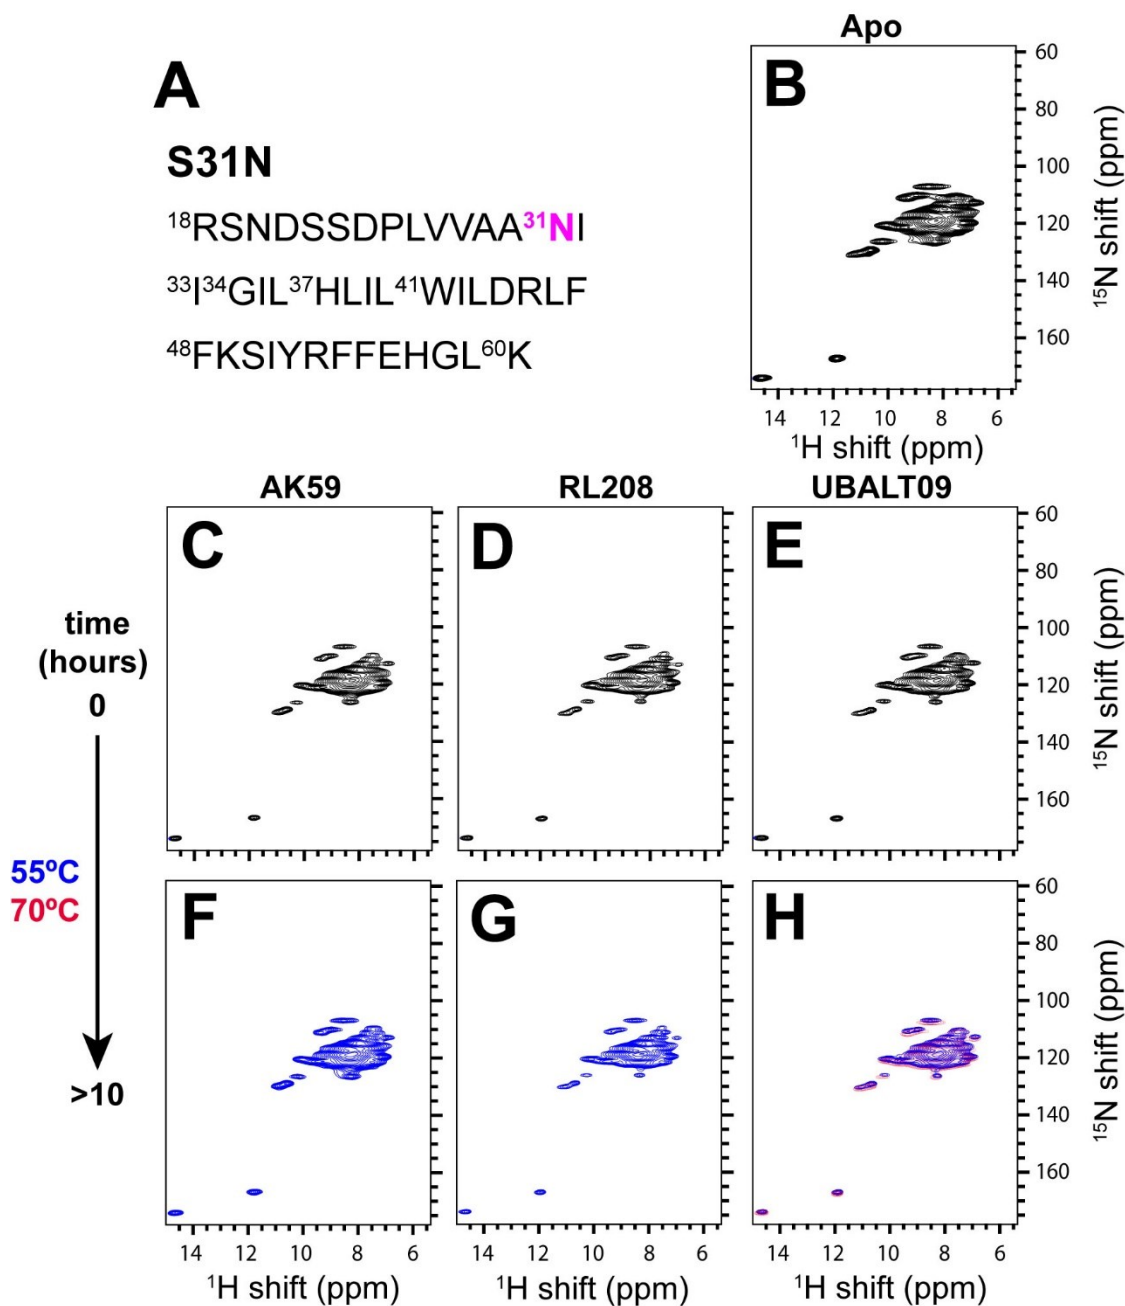 A
S31N
¹⁸RSNDSSDPLVVAA³¹NI
³³I³⁴GIL³⁷HLIL⁴¹WILDRLF
⁴⁸FKSIYRFFEHGL⁶⁰K
Apo
B
60
80
100
120
140
160
¹⁵N shift (ppm)
14 12 10 8 6
¹H shift (ppm)
AK59 RL208 UBALT09
C D E
60
80
100
120
140
160
¹⁵N shift (ppm)
time
(hours)
0
55ºC
70ºC
>10
F G H
60
80
100
120
140
160
¹⁵N shift (ppm)
14 12 10 8 6 14 12 10 8 6 14 12 10 8 6
¹H shift (ppm) ¹H shift (ppm) ¹H shift (ppm)